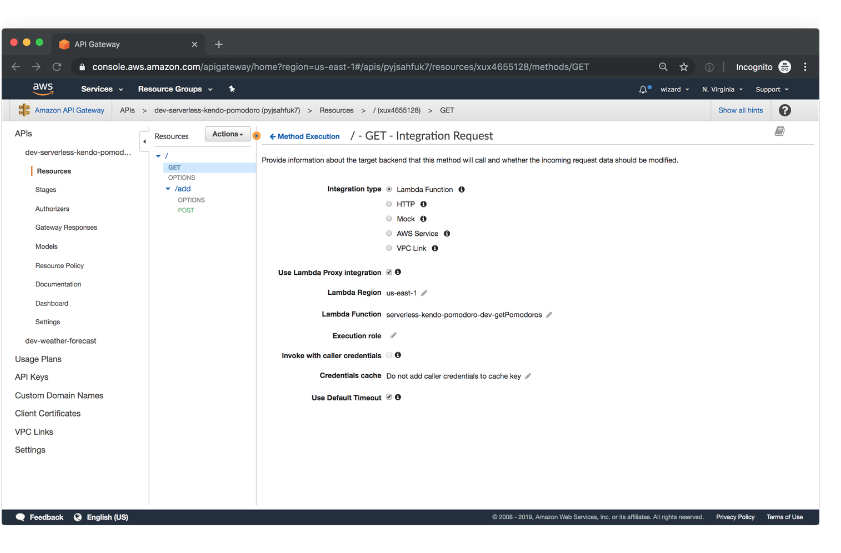 API Gateway × +
console.aws.amazon.com/apigateway/home?region=us-east-1#/apis/pyjsahfuk7/resources/xux4655128/methods/GET Incognito
aws Services Resource Groups wizard N. Virginia Support
Amazon API Gateway APIs > dev-serverless-kendo-pomodoro (pyjsahfuk7) > Resources > / (xux4655128) > GET Show all hints ?
APIs
dev-serverless-kendo-pomod...
Resources
Stages
Authorizers
Gateway Responses
Models
Resource Policy
Documentation
Dashboard
Settings
dev-weather-forecast
Usage Plans
API Keys
Custom Domain Names
Client Certificates
VPC Links
Settings
Resources Actions
/
GET
OPTIONS
/add
OPTIONS
POST
← Method Execution / - GET - Integration Request
Provide information about the target backend that this method will call and whether the incoming request data should be modified.
Integration type Lambda Function
HTTP
Mock
AWS Service
VPC Link
Use Lambda Proxy integration
Lambda Region us-east-1
Lambda Function serverless-kendo-pomodoro-dev-getPomodoros
Execution role
Invoke with caller credentials
Credentials cache Do not add caller credentials to cache key
Use Default Timeout
Feedback English (US) © 2008 - 2019, Amazon Web Services, Inc. or its affiliates. All rights reserved. Privacy Policy Terms of Use